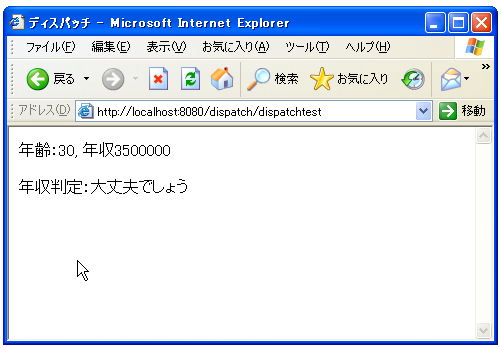 ディスパッチ - Microsoft Internet Explorer
ファイル(F) 編集(E) 表示(V) お気に入り(A) ツール(T) ヘルプ(H)
戻る 検索 お気に入り »
アドレス(D) http://localhost:8080/dispatch/dispatchtest 移動
年齢:30, 年収3500000
年収判定:大丈夫でしょう